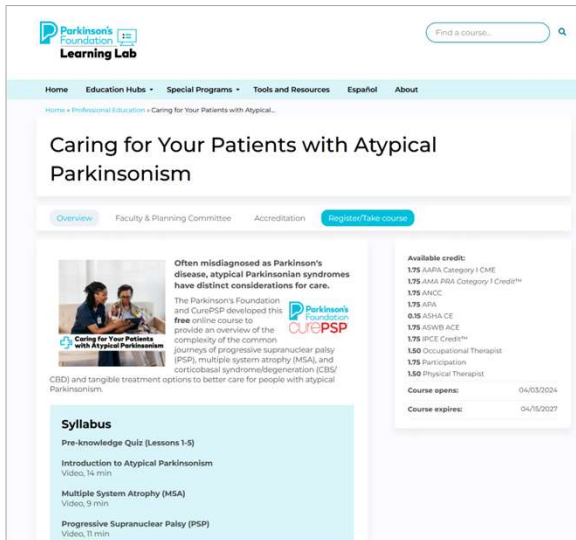 Parkinson's
Foundation
Learning Lab
Find a course...
Home Education Hubs Special Programs Tools and Resources Español About
Home » Professional Education » Caring for Your Patients with Atypical...
Caring for Your Patients with Atypical
Parkinsonism
Overview Faculty & Planning Committee Accreditation Register/Take course
Caring for Your Patients
with Atypical Parkinsonism
Often misdiagnosed as Parkinson's
disease, atypical Parkinsonian syndromes
have distinct considerations for care.
The Parkinson's Foundation
and CurePSP developed this
free online course to
provide an overview of the
complexity of the common
journeys of progressive supranuclear palsy
(PSP), multiple system atrophy (MSA), and
corticobasal syndrome/degeneration (CBS/
CBD) and tangible treatment options to better care for people with atypical
Parkinsonism.
Parkinson's
Foundation
CUREPSP
Syllabus
Pre-knowledge Quiz (Lessons 1-5)
Introduction to Atypical Parkinsonism
Video, 14 min
Multiple System Atrophy (MSA)
Video, 9 min
Progressive Supranuclear Palsy (PSP)
Video, 11 min
Available credit:
1.75 AAPA Category I CME
1.75 AMA PRA Category 1 Credit™
1.75 ANCC
1.75 APA
0.15 ASHA CE
1.75 ASWB ACE
1.75 IPCE Credit™
1.50 Occupational Therapist
1.75 Participation
1.50 Physical Therapist
Course opens: 04/03/2024
Course expires: 04/15/2027